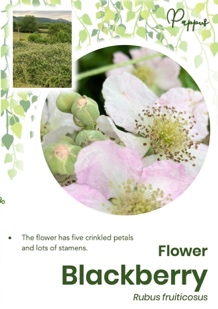 Pappus
• The flower has five crinkled petals
and lots of stamens.
Flower
Blackberry
Rubus fruiticosus